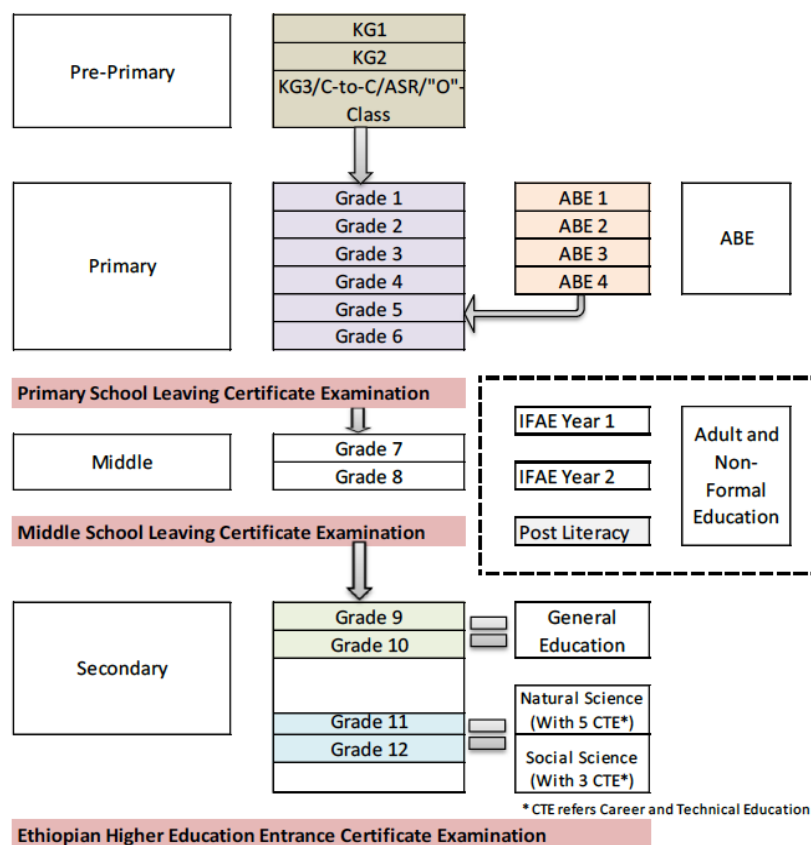 Pre-Primary
KG1
KG2
KG3/C-to-C/ASR/"O"-
Class
Primary
Grade 1
Grade 2
Grade 3
Grade 4
Grade 5
Grade 6
ABE 1
ABE 2
ABE 3
ABE 4
ABE
Primary School Leaving Certificate Examination
Middle
Grade 7
Grade 8
IFAE Year 1
IFAE Year 2
Post Literacy
Adult and
Non-
Formal
Education
Middle School Leaving Certificate Examination
Secondary
Grade 9
Grade 10
General
Education
Grade 11
Grade 12
Natural Science
(With 5 CTE*)
Social Science
(With 3 CTE*)
* CTE refers Career and Technical Education
Ethiopian Higher Education Entrance Certificate Examination